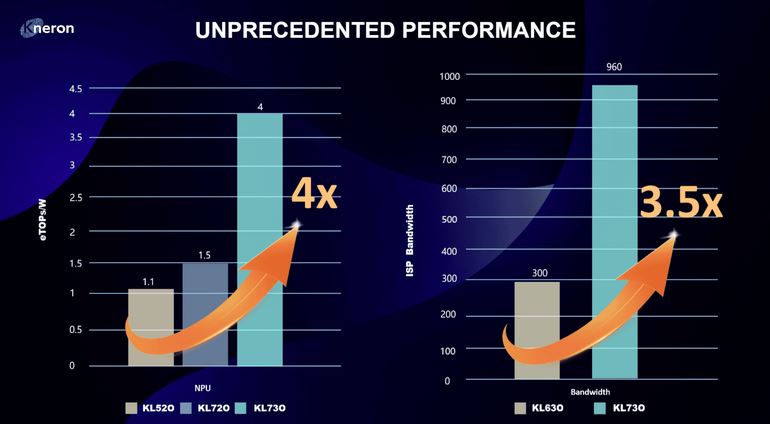 Kneron
UNPRECEDENTED PERFORMANCE
eTOPs/W
4.5
4
3.5
3
2.5
2
1.5
1
0.5
0
1.1
1.5
4
4x
NPU
KL520
KL720
KL730
ISP Bandwidth
1000
900
800
700
600
500
400
300
200
100
0
300
960
3.5x
Bandwidth
KL630
KL730